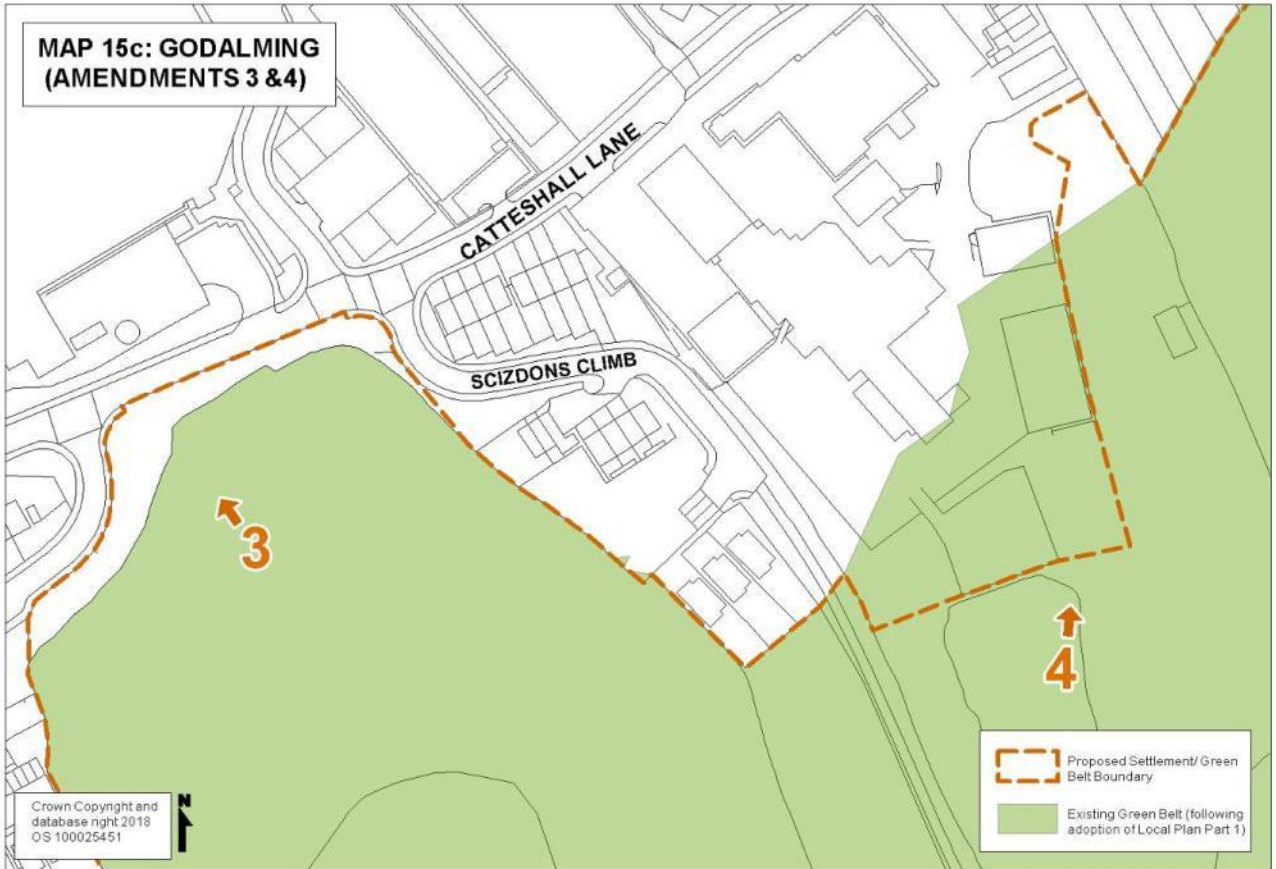 MAP 15c: GODALMING
(AMENDMENTS 3 &4)
CATTESHALL LANE
SCIZDONS CLIMB
3
4
Crown Copyright and
database right 2018
OS 100025451
N
Proposed Settlement/ Green
Belt Boundary
Existing Green Belt (following
adoption of Local Plan Part 1)